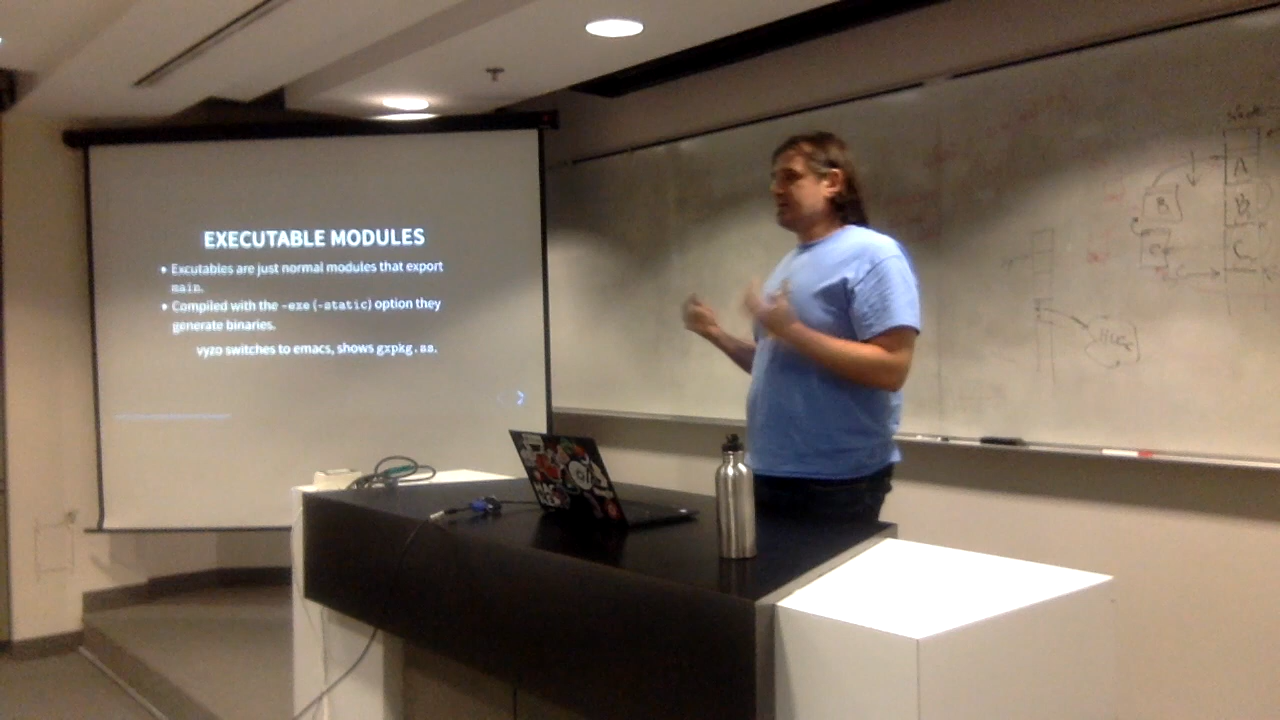 EXECUTABLE MODULES
• Excutables are just normal modules that export
main.
• Compiled with the -exe (-static) option they
generate binaries.
vyzo switches to emacs, shows gxpkg.ss.
A
B
B
C